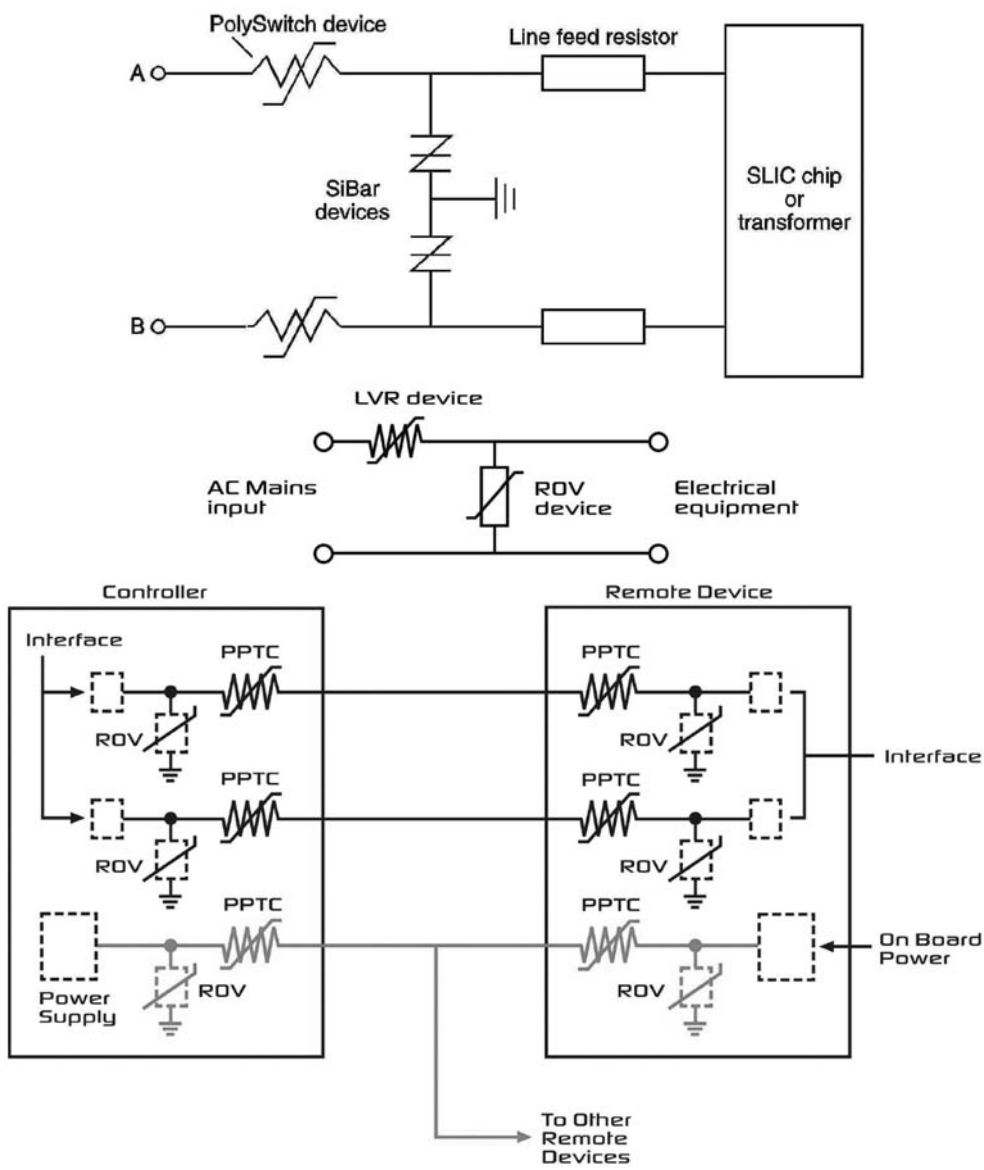 PolySwitch device
Line feed resistor
A
SiBar
devices
SLIC chip
or
transformer
B
LVR device
AC Mains
input
ROV
device
Electrical
equipment
Controller
Remote Device
Interface
PPTC
PPTC
ROV
ROV
Interface
PPTC
PPTC
ROV
ROV
PPTC
PPTC
On Board
Power
Power
Supply
ROV
ROV
To Other
Remote
Devices